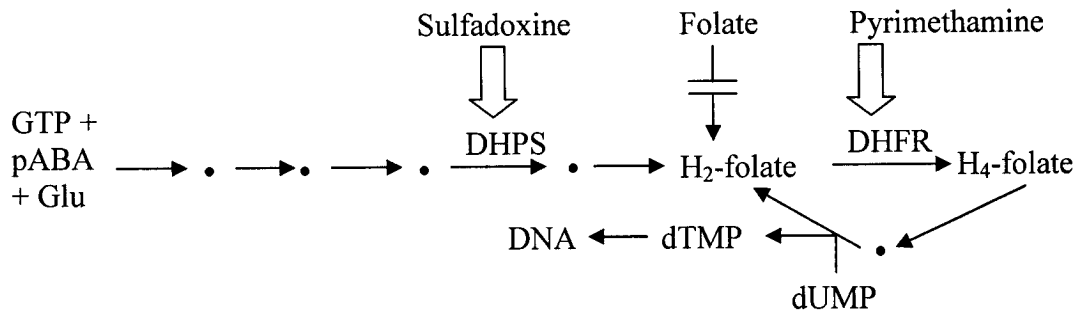 Sulfadoxine Folate Pyrimethamine
GTP +
pABA
+ Glu
DHPS
DHFR
H₂-folate
H₄-folate
DNA
dTMP
dUMP